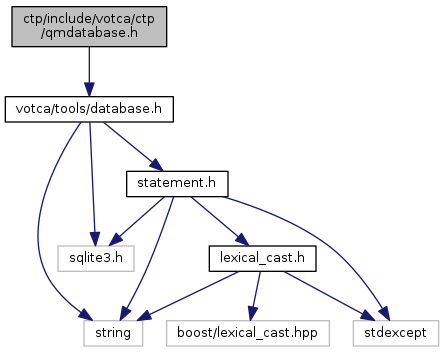 ctp/include/votca/ctp
/qmdatabase.h
votca/tools/database.h
statement.h
sqlite3.h
lexical_cast.h
string
boost/lexical_cast.hpp
stdexcept